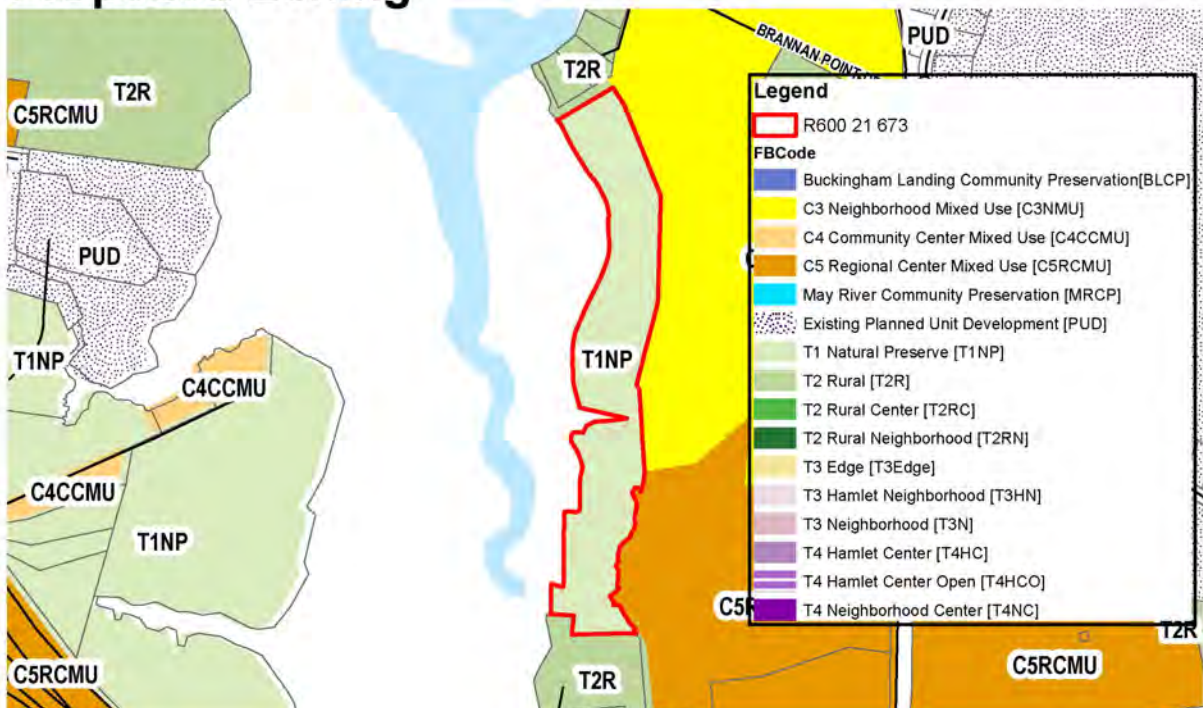 BRANNAN POINT
PUD
T2R
T2R
C5RCMU
PUD
T1NP
C4CCMU
T1NP
C4CCMU
T1NP
C5RCMU
T2R
C5RCMU
T2R
Legend
R600 21 673
FBCode
Buckingham Landing Community Preservation[BLCP]
C3 Neighborhood Mixed Use [C3NMU]
C4 Community Center Mixed Use [C4CCMU]
C5 Regional Center Mixed Use [C5RCMU]
May River Community Preservation [MRCP]
Existing Planned Unit Development [PUD]
T1 Natural Preserve [T1NP]
T2 Rural [T2R]
T2 Rural Center [T2RC]
T2 Rural Neighborhood [T2RN]
T3 Edge [T3Edge]
T3 Hamlet Neighborhood [T3HN]
T3 Neighborhood [T3N]
T4 Hamlet Center [T4HC]
T4 Hamlet Center Open [T4HCO]
T4 Neighborhood Center [T4NC]